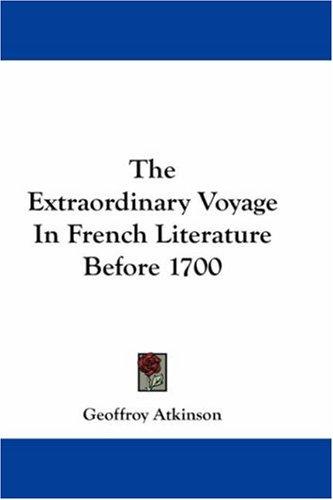 The
Extraordinary Voyage
In French Literature
Before 1700
Geoffroy Atkinson